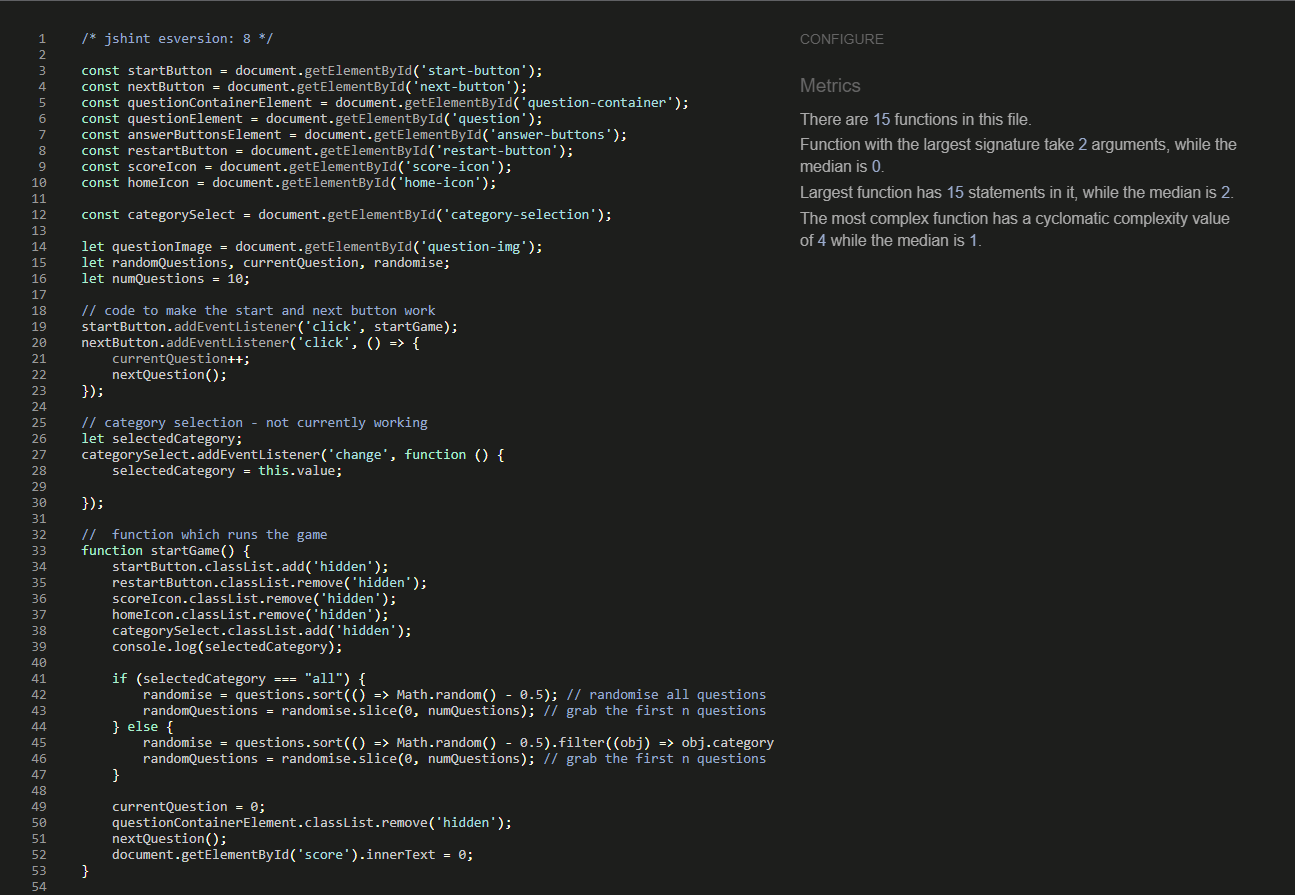 1 /* jshint esversion: 8 */
2
3 const startButton = document.getElementById('start-button');
4 const nextButton = document.getElementById('next-button');
5 const questionContainerElement = document.getElementById('question-container');
6 const questionElement = document.getElementById('question');
7 const answerButtonsElement = document.getElementById('answer-buttons');
8 const restartButton = document.getElementById('restart-button');
9 const scoreIcon = document.getElementById('score-icon');
10 const homeIcon = document.getElementById('home-icon');
11
12 const categorySelect = document.getElementById('category-selection');
13
14 let questionImage = document.getElementById('question-img');
15 let randomQuestions, currentQuestion, randomise;
16 let numQuestions = 10;
17
18 // code to make the start and next button work
19 startButton.addEventListener('click', startGame);
20 nextButton.addEventListener('click', () => {
21     currentQuestion++;
22     nextQuestion();
23 });
24
25 // category selection - not currently working
26 let selectedCategory;
27 categorySelect.addEventListener('change', function () {
28     selectedCategory = this.value;
29
30 });
31
32 //  function which runs the game
33 function startGame() {
34     startButton.classList.add('hidden');
35     restartButton.classList.remove('hidden');
36     scoreIcon.classList.remove('hidden');
37     homeIcon.classList.remove('hidden');
38     categorySelect.classList.add('hidden');
39     console.log(selectedCategory);
40
41     if (selectedCategory === "all") {
42         randomise = questions.sort(() => Math.random() - 0.5); // randomise all questions
43         randomQuestions = randomise.slice(0, numQuestions); // grab the first n questions
44     } else {
45         randomise = questions.sort(() => Math.random() - 0.5).filter((obj) => obj.category
46         randomQuestions = randomise.slice(0, numQuestions); // grab the first n questions
47     }
48
49     currentQuestion = 0;
50     questionContainerElement.classList.remove('hidden');
51     nextQuestion();
52     document.getElementById('score').innerText = 0;
53 }
54
CONFIGURE
Metrics
There are 15 functions in this file.
Function with the largest signature take 2 arguments, while the
median is 0.
Largest function has 15 statements in it, while the median is 2.
The most complex function has a cyclomatic complexity value
of 4 while the median is 1.